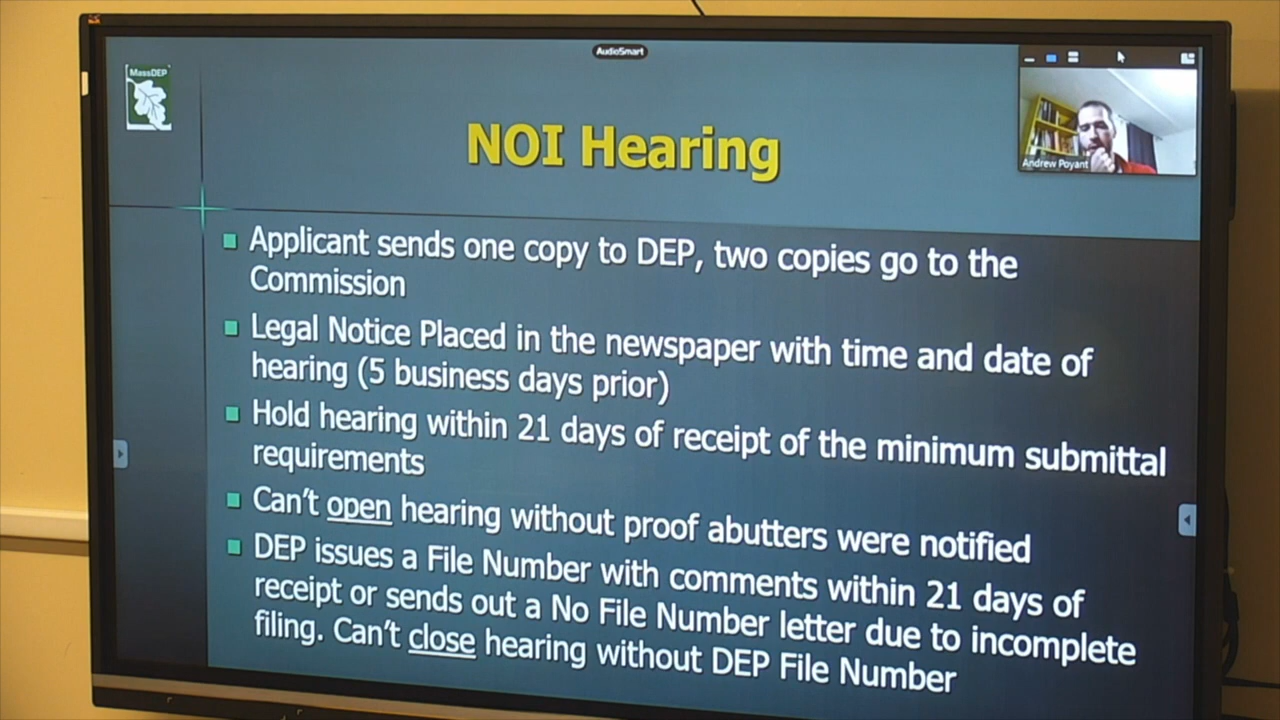 AudioSmart
MassDEP
NOI Hearing
Andrew Poyant
Applicant sends one copy to DEP, two copies go to the
Commission
Legal Notice Placed in the newspaper with time and date of
hearing (5 business days prior)
Hold hearing within 21 days of receipt of the minimum submittal
requirements
Can't open hearing without proof abutters were notified
DEP issues a File Number with comments within 21 days of
receipt or sends out a No File Number letter due to incomplete
filing. Can't close hearing without DEP File Number